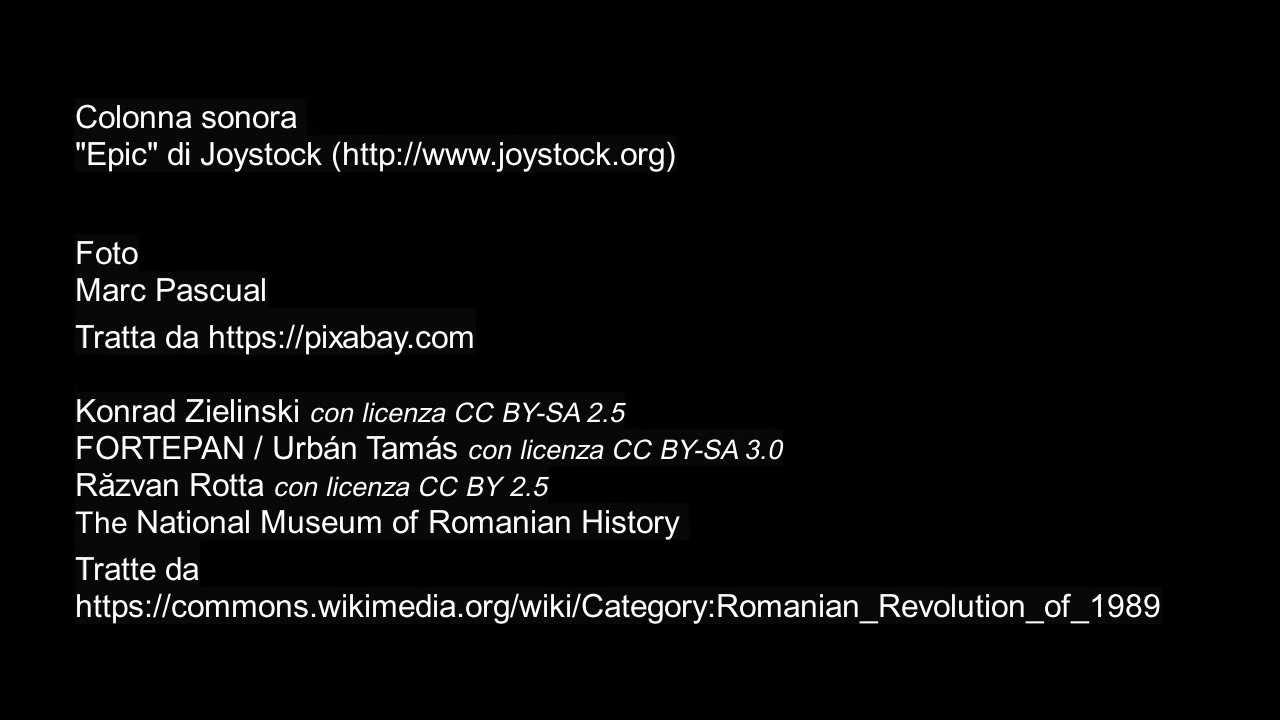 Colonna sonora
"Epic" di Joystock (http://www.joystock.org)
Foto
Marc Pascual
Tratta da https://pixabay.com
Konrad Zielinski con licenza CC BY-SA 2.5
FORTEPAN / Urbán Tamás con licenza CC BY-SA 3.0
Răzvan Rotta con licenza CC BY 2.5
The National Museum of Romanian History
Tratte da
https://commons.wikimedia.org/wiki/Category:Romanian_Revolution_of_1989